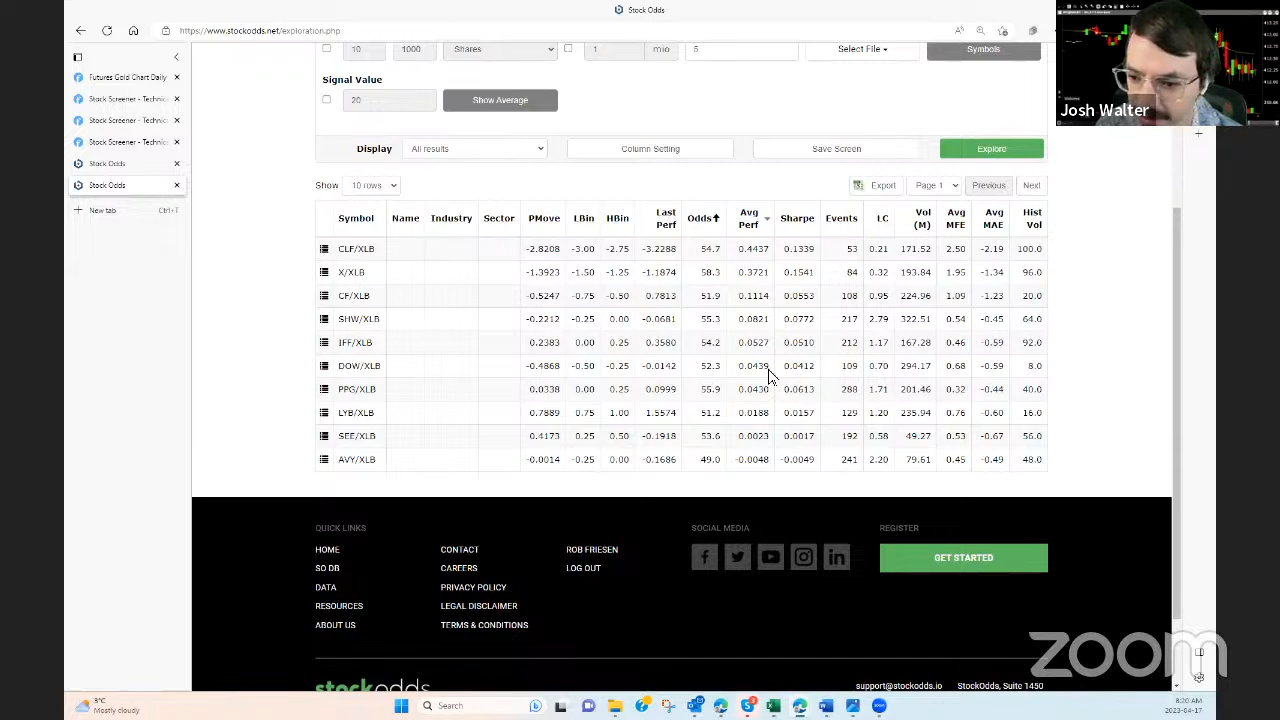 Stock Odds
https://www.stockodds.net/exploration.php
Futures Gold Chart Daily
Stock Screener - Technic
Stock Screener - Technic
Stock Screener - Technic
Stock Odds
Stock Odds
New tab Ctrl+T
10 1000 Shares 1 mio 5 Select File Symbols
Signal Value
20 Show Average
Display All results Column Setting Save Screen Explore
Show 10 rows Export Page 1 Previous Next
Symbol Name Industry Sector PMove LBin HBin Last Perf Odds Avg Perf Sharpe Events LC Vol (M) Avg MFE Avg MAE Hist Vol
CLF/XLB -2.8208 -3.00 -2.75 -3.2288 54.7 0.4437 0.1339 53 0.21 171.52 2.50 -2.19 100.0
X/XLB -1.3923 -1.50 -1.25 -1.1874 58.3 0.3721 0.1541 84 0.32 193.84 1.95 -1.34 96.0
CF/XLB -0.5247 -0.75 -0.50 0.7813 51.9 0.1114 0.0553 108 0.95 224.96 1.09 -1.23 20.0
SHW/XLB -0.2212 -0.25 0.00 -0.0681 55.3 0.0821 0.0772 217 2.79 322.51 0.54 -0.45 64.0
IFF/XLB 0.2383 0.00 0.25 0.3580 54.2 0.0527 0.0510 212 1.17 167.28 0.46 -0.59 92.0
DOW/XLB -0.4868 -0.50 -0.25 -0.0142 52.3 0.0439 0.0412 109 0.70 294.17 0.68 -0.59 8.0
PPG/XLB 0.0338 0.00 0.25 0.0999 55.9 0.0430 0.0613 288 1.71 201.46 0.32 -0.44 40.0
LYB/XLB 0.7889 0.75 1.00 1.5574 51.2 0.0188 0.0157 129 1.20 235.94 0.76 -0.60 16.0
SEE/XLB 0.4173 0.25 0.50 -0.1918 53.6 0.0023 0.0017 192 0.58 49.27 0.53 -0.67 56.0
AVY/XLB -0.0014 -0.25 0.00 -0.1686 49.0 -0.0048 -0.0049 241 2.20 79.61 0.45 -0.49 48.0
QUICK LINKS SOCIAL MEDIA REGISTER
HOME CONTACT ROB FRIESEN GET STARTED
SO DB CAREERS LOG OUT
DATA PRIVACY POLICY
RESOURCES LEGAL DISCLAIMER
ABOUT US TERMS & CONDITIONS
stockodds
support@stockodds.io StockOdds, Suite 1450
Josh Walter
zoom
3°C
Mostly cloudy
Search
8:20 AM
2023-04-17